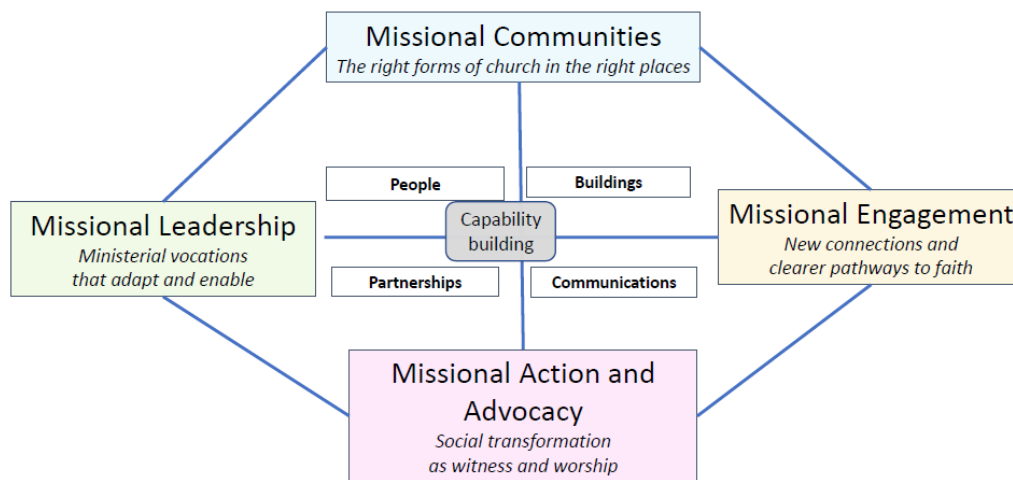 Missional Communities
The right forms of church in the right places
People
Buildings
Missional Leadership
Ministerial vocations
that adapt and enable
Capability
building
Missional Engagement
New connections and
clearer pathways to faith
Partnerships
Communications
Missional Action and
Advocacy
Social transformation
as witness and worship